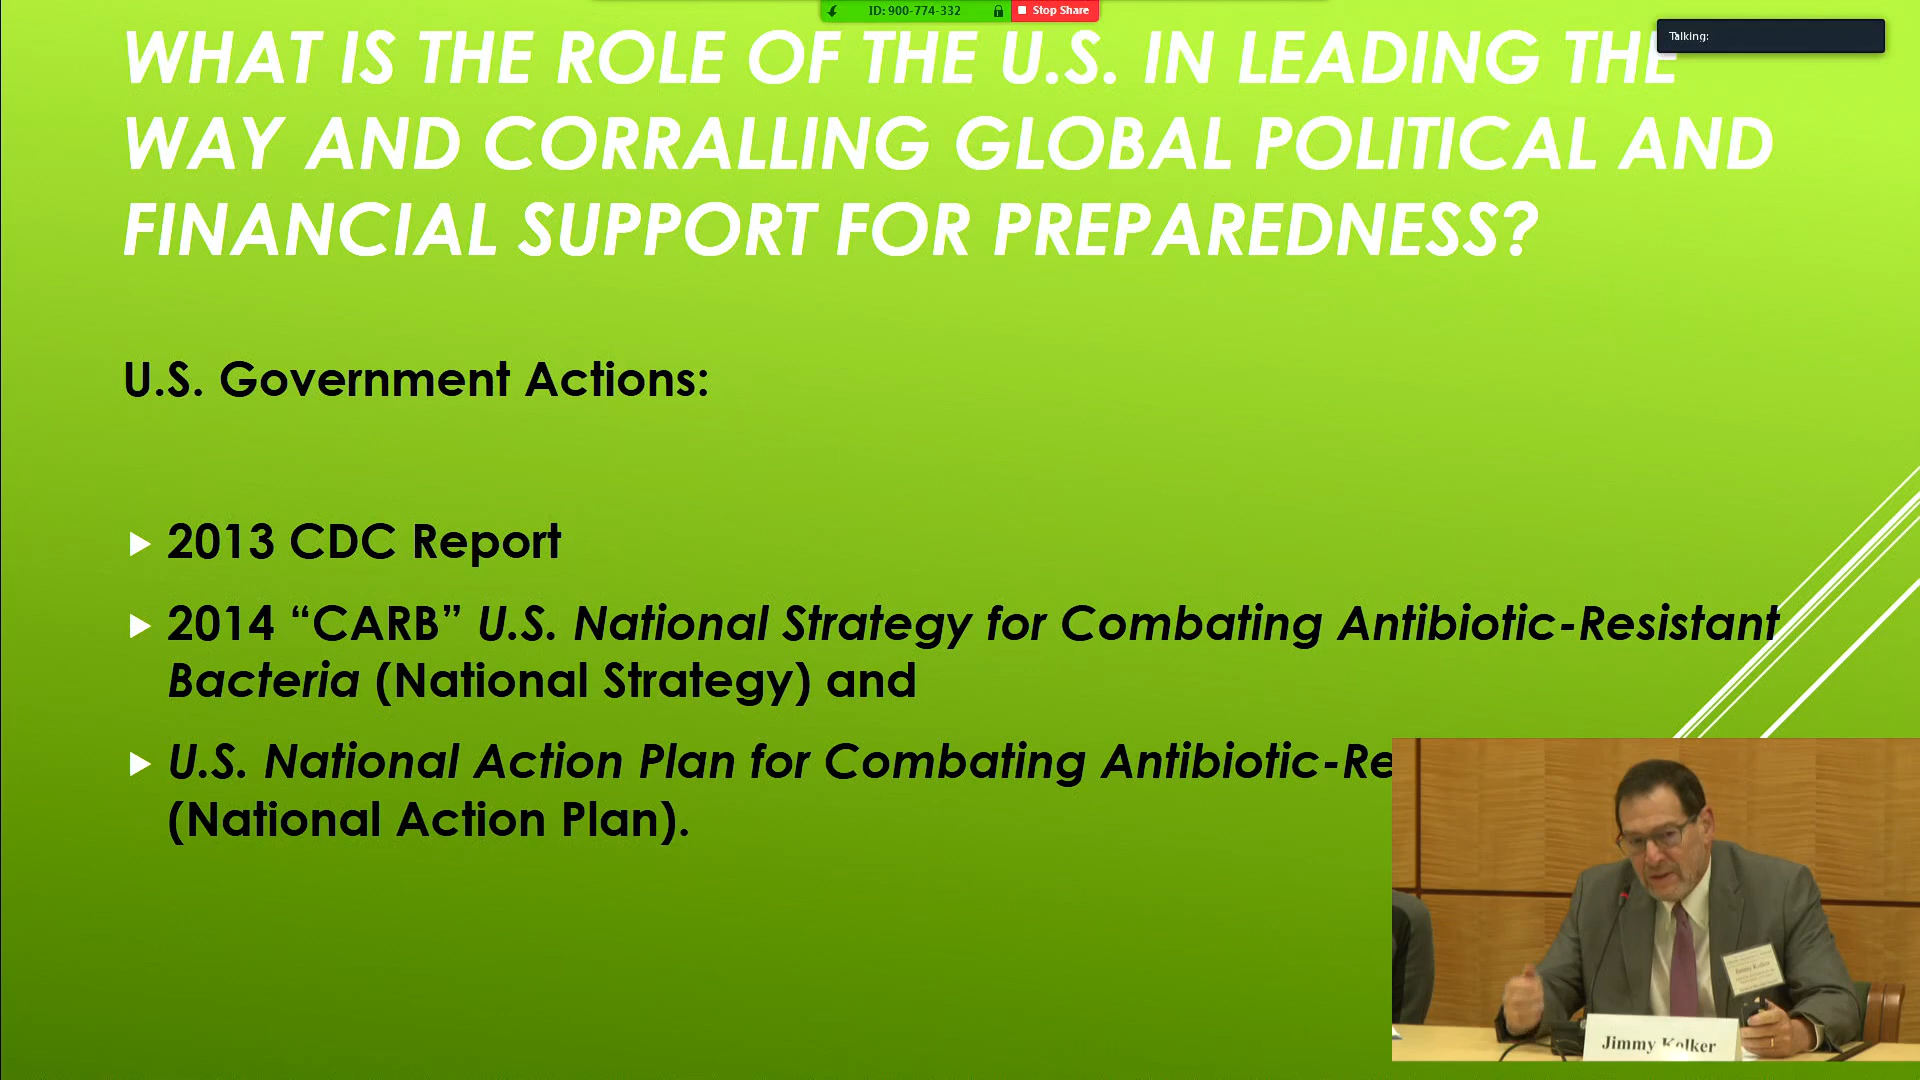 ID: 900-774-332
Stop Share
Talking:
WHAT IS THE ROLE OF THE U.S. IN LEADING THE
WAY AND CORRALLING GLOBAL POLITICAL AND
FINANCIAL SUPPORT FOR PREPAREDNESS?
U.S. Government Actions:
2013 CDC Report
2014 “CARB” U.S. National Strategy for Combating Antibiotic-Resistant
Bacteria (National Strategy) and
U.S. National Action Plan for Combating Antibiotic-Re
(National Action Plan).
Jimmy Kolker
Jimmy Kolker